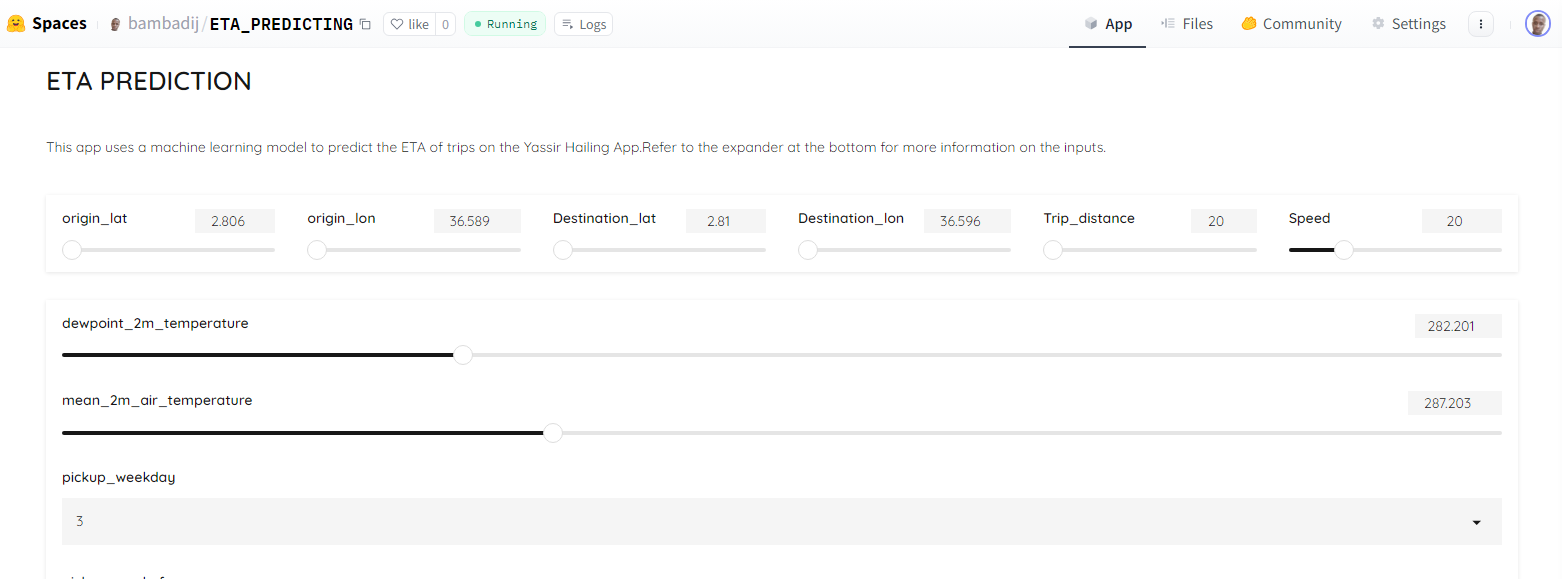 Spaces bambadij/ETA_PREDICTING like 0 Running Logs App Files Community Settings
ETA PREDICTION
This app uses a machine learning model to predict the ETA of trips on the Yassir Hailing App.Refer to the expander at the bottom for more information on the inputs.
origin_lat 2.806 origin_lon 36.589 Destination_lat 2.81 Destination_lon 36.596 Trip_distance 20 Speed 20
dewpoint_2m_temperature 282.201
mean_2m_air_temperature 287.203
pickup_weekday
3